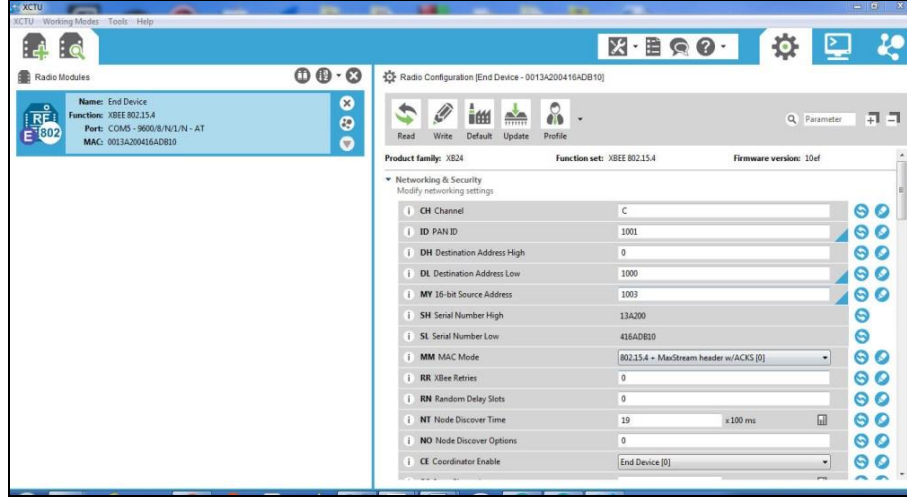 XCTU
XCTU Working Modes Tools Help
Radio Modules
Radio Configuration [End Device - 0013A200416ADB10]
RF
E 802
Name: End Device
Function: XBEE 802.15.4
Port: COM5 - 9600/8/N/1/N - AT
MAC: 0013A200416ADB10
Read Write Default Update Profile
Parameter
Product family: XB24 Function set: XBEE 802.15.4 Firmware version: 10ef
Networking & Security
Modify networking settings
i CH Channel C
i ID PAN ID 1001
i DH Destination Address High 0
i DL Destination Address Low 1000
i MY 16-bit Source Address 1003
i SH Serial Number High 13A200
i SL Serial Number Low 416ADB10
i MM MAC Mode 802.15.4 + MaxStream header w/ACKS [0]
i RR XBee Retries 0
i RN Random Delay Slots 0
i NT Node Discover Time 19 x 100 ms
i NO Node Discover Options 0
i CE Coordinator Enable End Device [0]